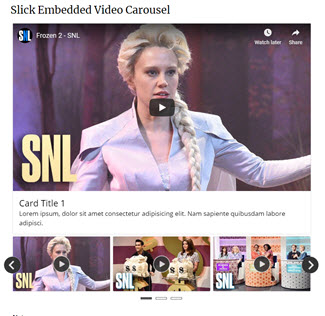 Slick Embedded Video Carousel
SNL Frozen 2 - SNL
Watch later
Share
SNL
Card Title 1
Lorem ipsum, dolor sit amet consectetur adipisicing elit. Nam sapiente quibusdam labore
adipisci.
SNL
SNL
SNL